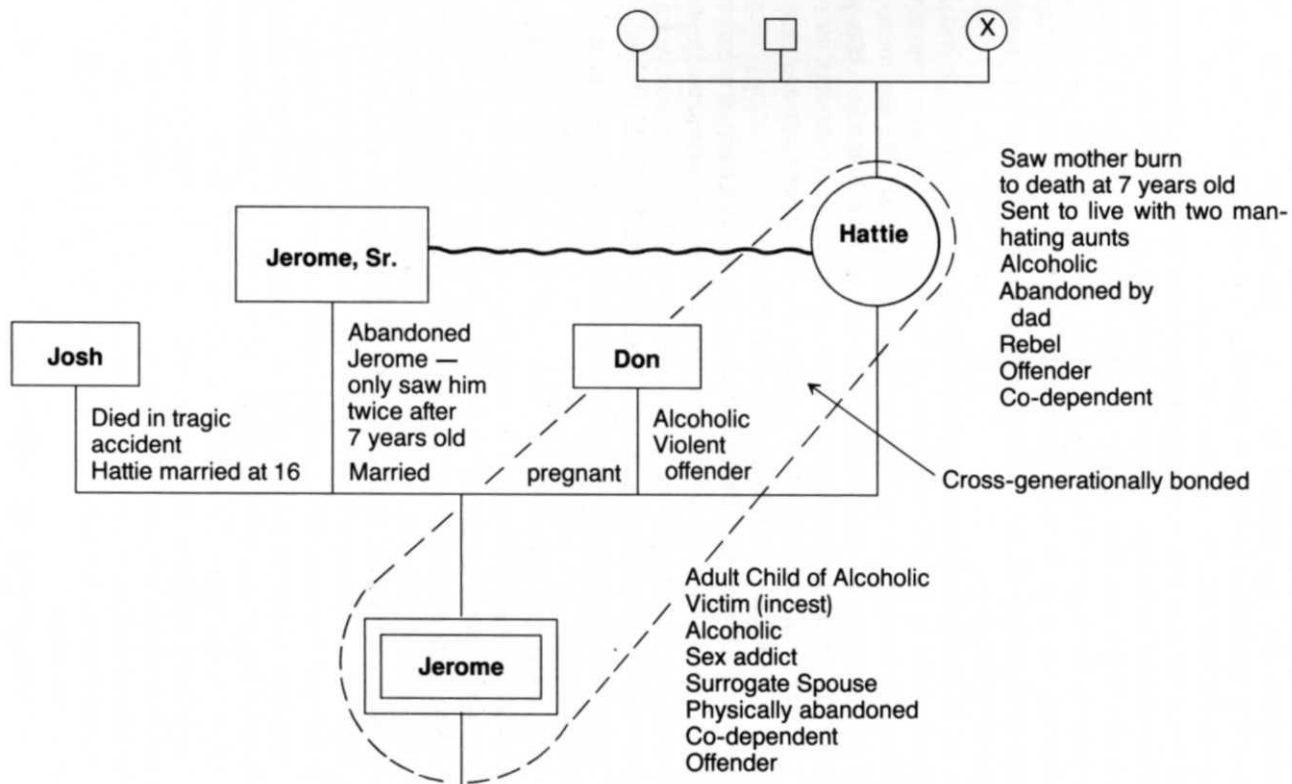 X
Saw mother burn
to death at 7 years old
Sent to live with two man-
hating aunts
Alcoholic
Abandoned by
dad
Rebel
Offender
Co-dependent
Hattie
Jerome, Sr.
Josh
Died in tragic
accident
Hattie married at 16
Abandoned
Jerome —
only saw him
twice after
7 years old
Married
pregnant
Don
Alcoholic
Violent
offender
Cross-generationally bonded
Jerome
Adult Child of Alcoholic
Victim (incest)
Alcoholic
Sex addict
Surrogate Spouse
Physically abandoned
Co-dependent
Offender